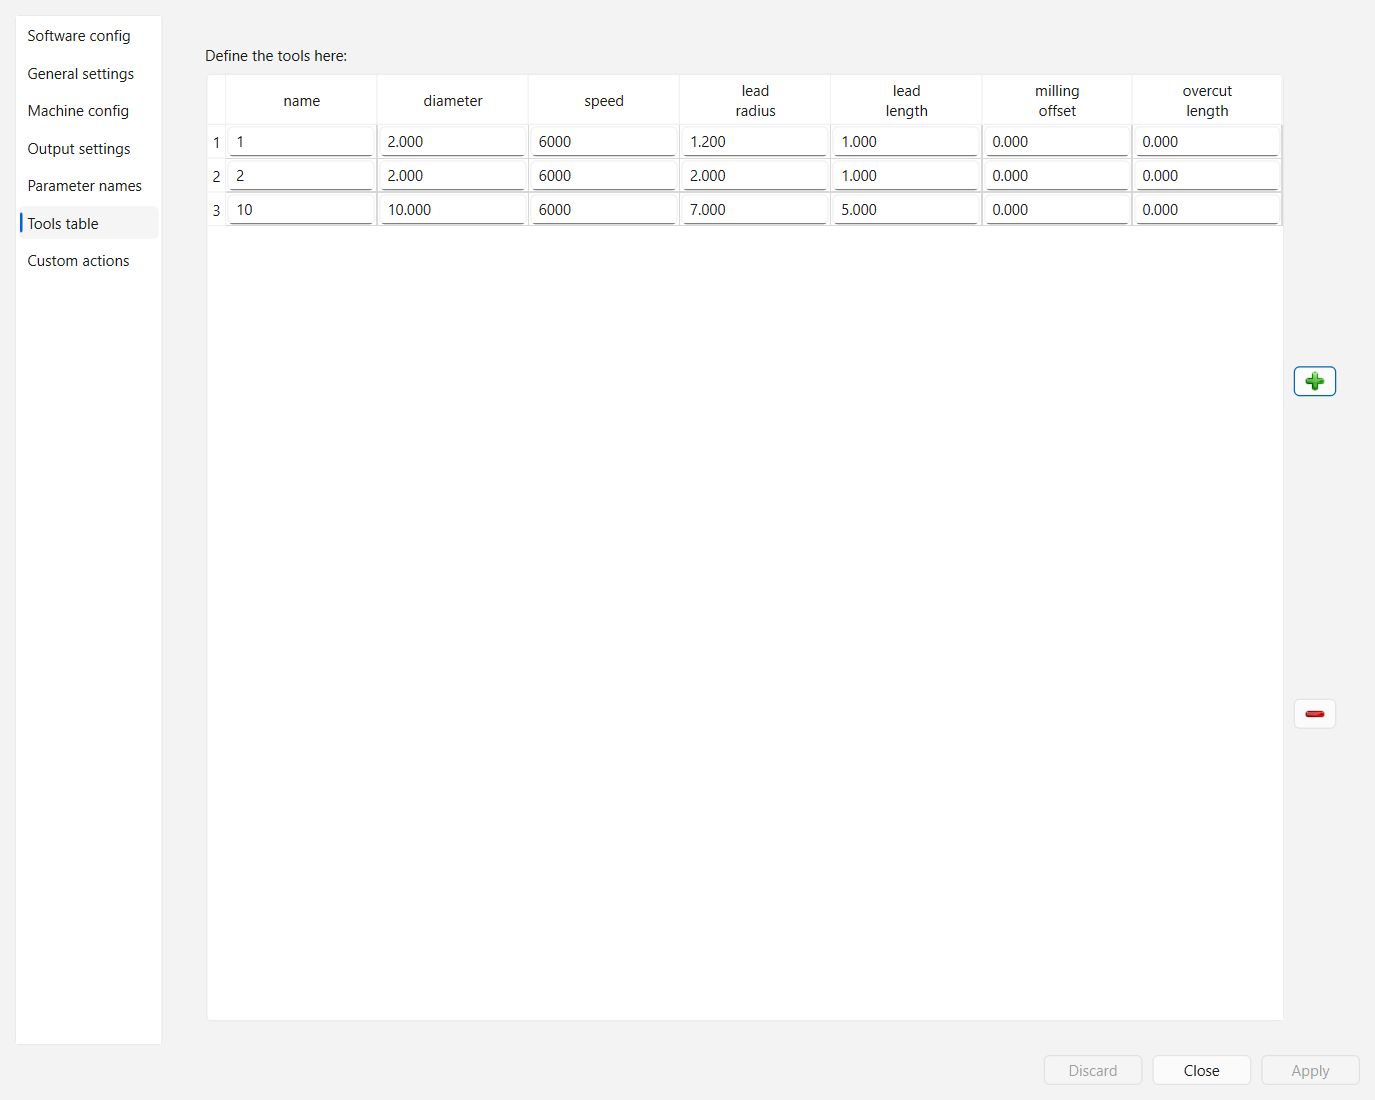 Software config
General settings
Machine config
Output settings
Parameter names
Tools table
Custom actions
Define the tools here:
name diameter speed lead radius lead length milling offset overcut length
1 1 2.000 6000 1.200 1.000 0.000 0.000
2 2 2.000 6000 2.000 1.000 0.000 0.000
3 10 10.000 6000 7.000 5.000 0.000 0.000
Discard Close Apply